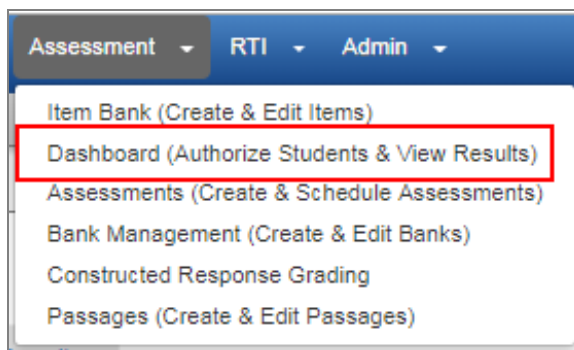 Assessment RTI Admin
Item Bank (Create & Edit Items)
Dashboard (Authorize Students & View Results)
Assessments (Create & Schedule Assessments)
Bank Management (Create & Edit Banks)
Constructed Response Grading
Passages (Create & Edit Passages)